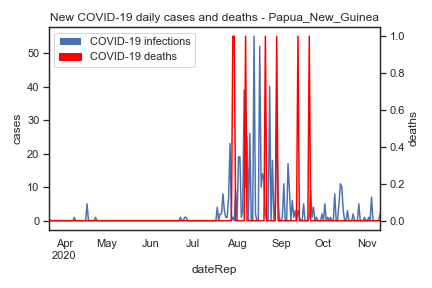 New COVID-19 daily cases and deaths - Papua_New_Guinea
COVID-19 infections
COVID-19 deaths
50
40
30
20
10
0
cases
1.0
0.8
0.6
0.4
0.2
0.0
deaths
Apr May Jun Jul Aug Sep Oct Nov
2020
dateRep